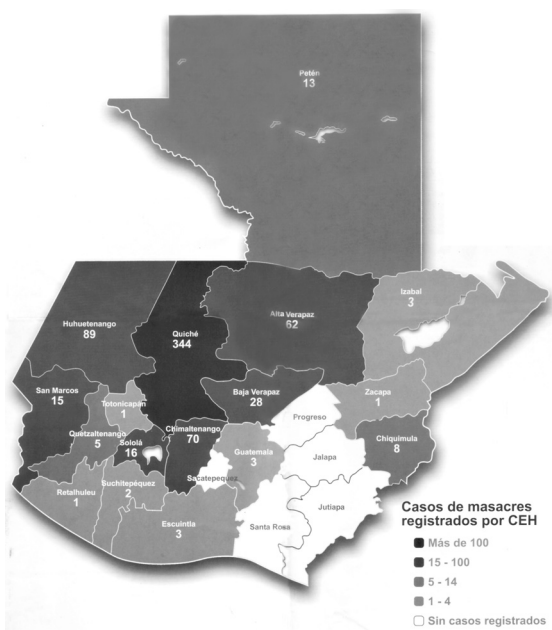 Petén
13
Izabal
3
Alta Verapaz
62
Huhuetenango
89
Quiché
344
San Marcos
15
Totonicapán
1
Baja Verapaz
28
Zacapa
1
Progreso
Quetzaltenango
5
Sololá
16
Chimaltenango
70
Guatemala
3
Chiquimula
8
Jalapa
Sacatepequez
Retalhuleu
1
Suchitepéquez
2
Escuintla
3
Santa Rosa
Jutiapa
Casos de masacres
registrados por CEH
Más de 100
15 - 100
5 - 14
1 - 4
Sin casos registrados